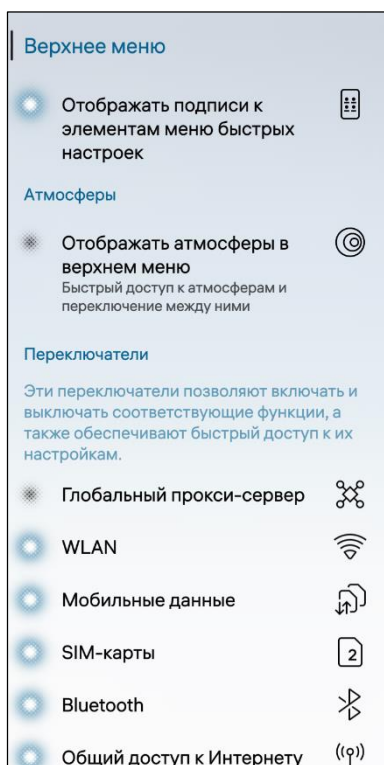 Верхнее меню
Отображать подписи к
элементам меню быстрых
настроек
Атмосферы
Отображать атмосферы в
верхнем меню
Быстрый доступ к атмосферам и
переключение между ними
Переключатели
Эти переключатели позволяют включать и
выключать соответствующие функции, а
также обеспечивают быстрый доступ к их
настройкам.
Глобальный прокси-сервер
WLAN
Мобильные данные
SIM-карты
2
Bluetooth
Общий доступ к Интернету